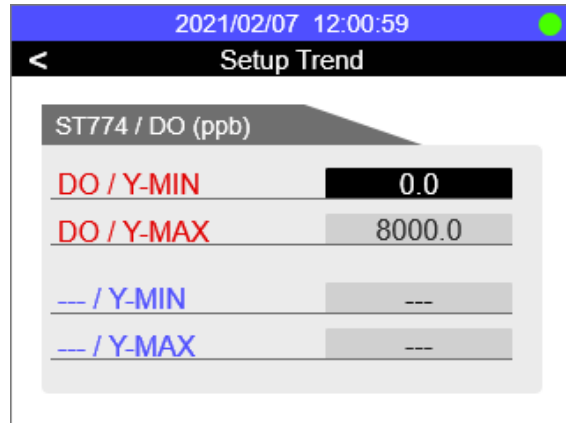 2021/02/07 12:00:59
< Setup Trend
ST774 / DO (ppb)
DO / Y-MIN 0.0
DO / Y-MAX 8000.0
--- / Y-MIN ---
--- / Y-MAX ---